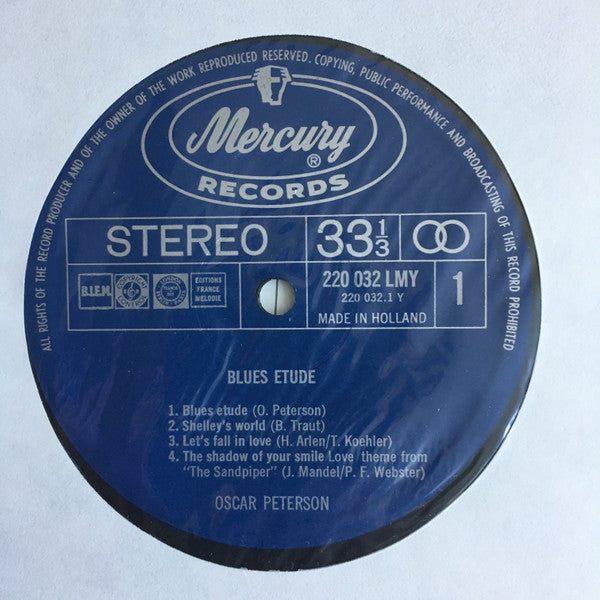 ALL RIGHTS OF THE RECORD PRODUCER AND OF THE OWNER OF THE WORK REPRODUCED RESERVED. COPYING, PUBLIC PERFORMANCE AND BROADCASTING OF THIS RECORD PROHIBITED
Mercury ®
RECORDS
STEREO 33 1/3
B.I.E.M. EDITIONS FRANCE MELODIE 220 032 LMY 1
220 032.1 Y
MADE IN HOLLAND
BLUES ETUDE
1. Blues etude (O. Peterson)
2. Shelley's world (B. Traut)
3. Let's fall in love (H. Arlen/T. Koehler)
4. The shadow of your smile Love theme from
"The Sandpiper" (J. Mandel/P. F. Webster)
OSCAR PETERSON